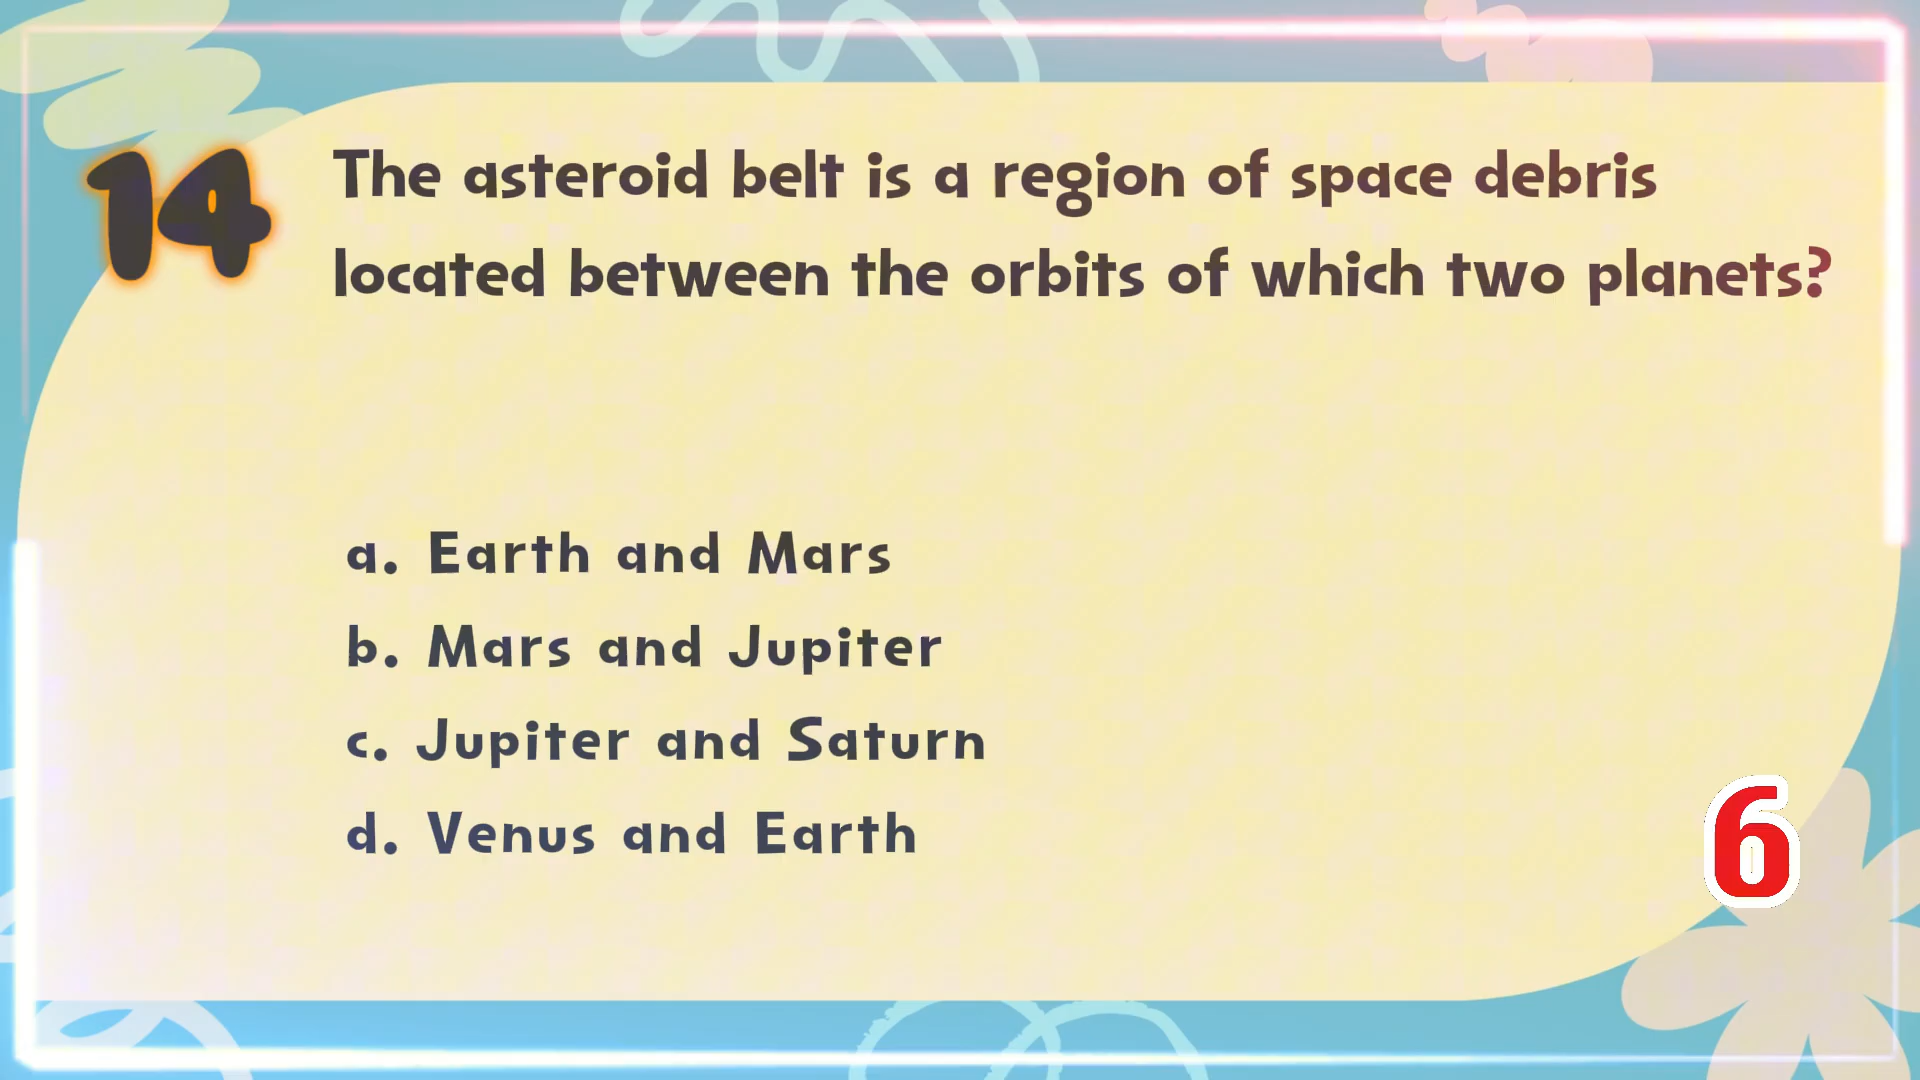 14
The asteroid belt is a region of space debris
located between the orbits of which two planets?
a. Earth and Mars
b. Mars and Jupiter
c. Jupiter and Saturn
d. Venus and Earth
6